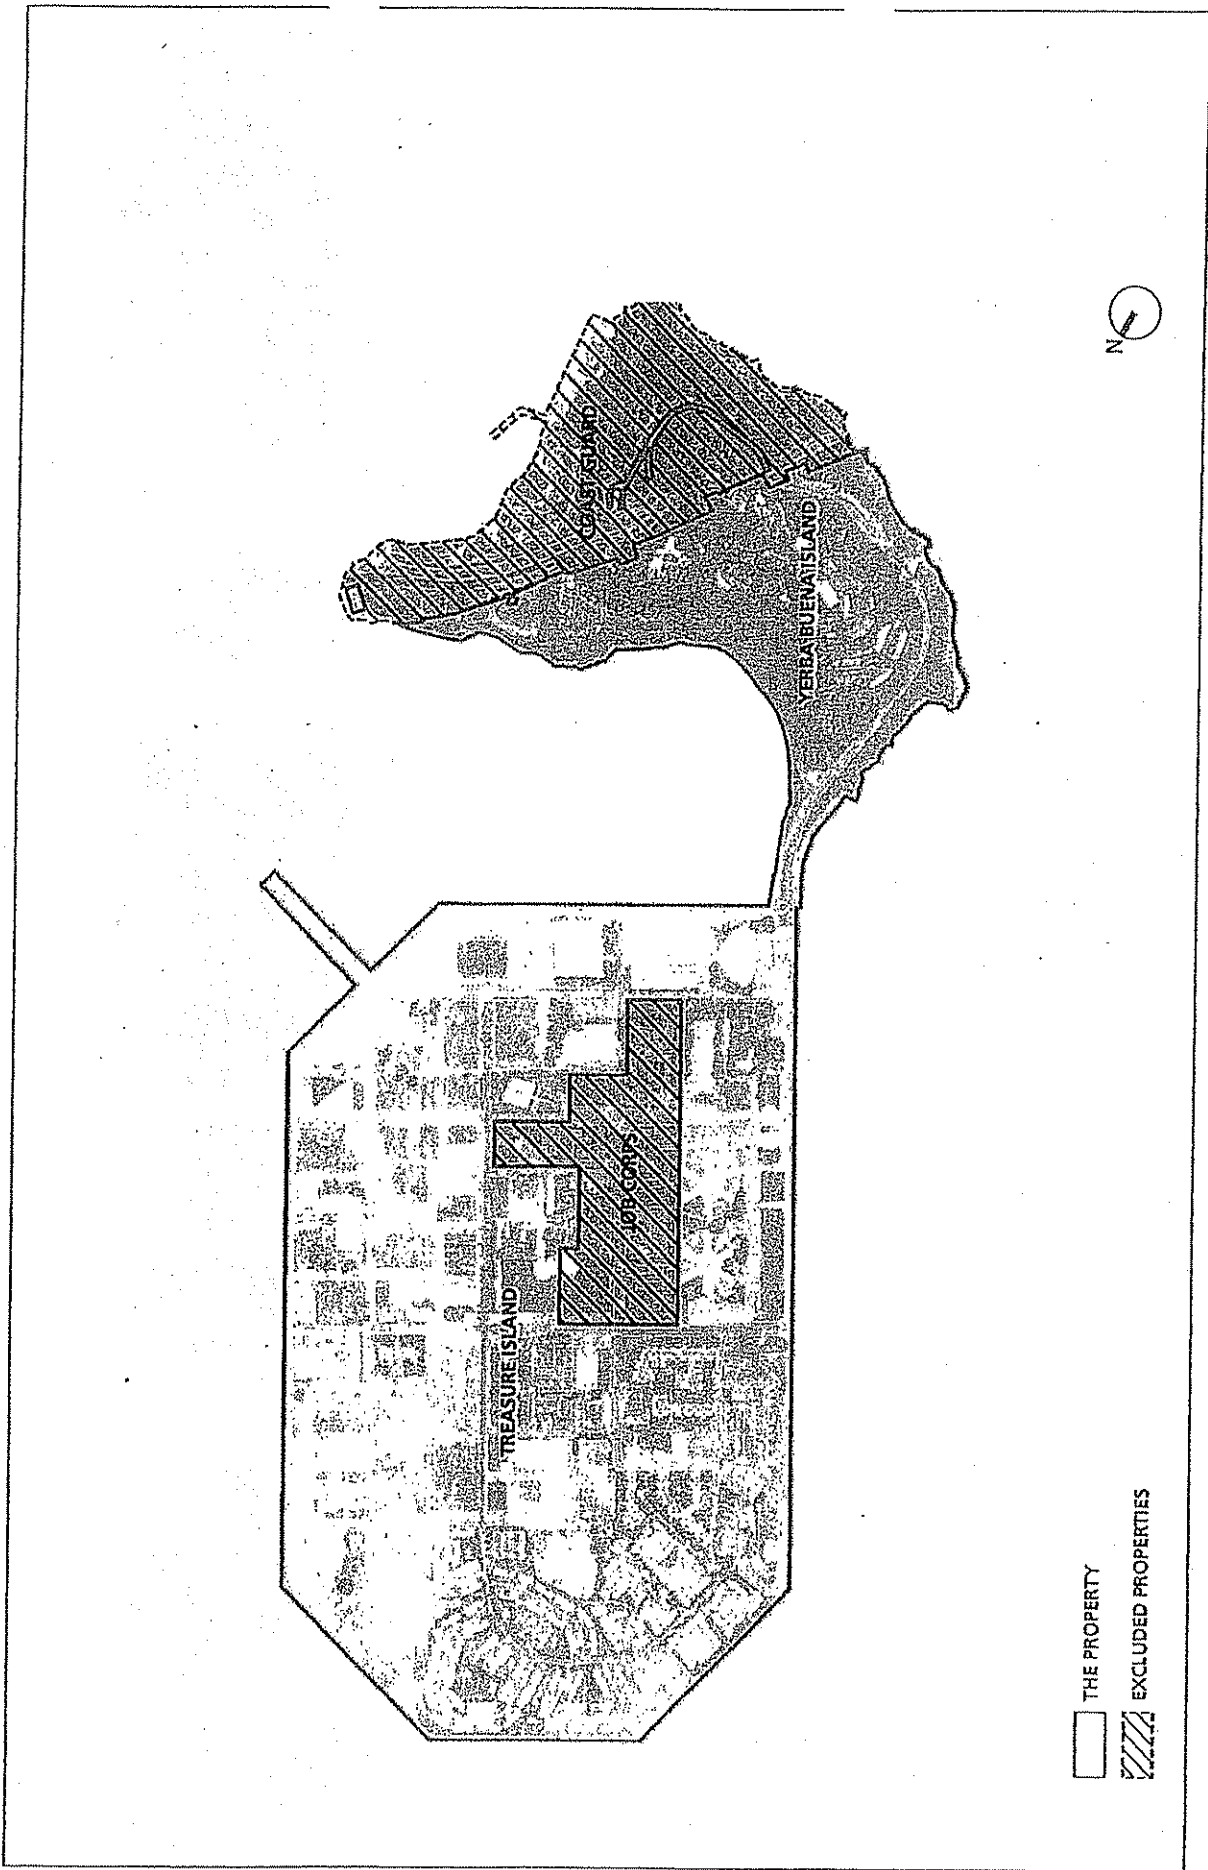 TREASURE ISLAND
JOB CORPS
COAST GUARD
YERBA BUENA ISLAND
THE PROPERTY
EXCLUDED PROPERTIES
N